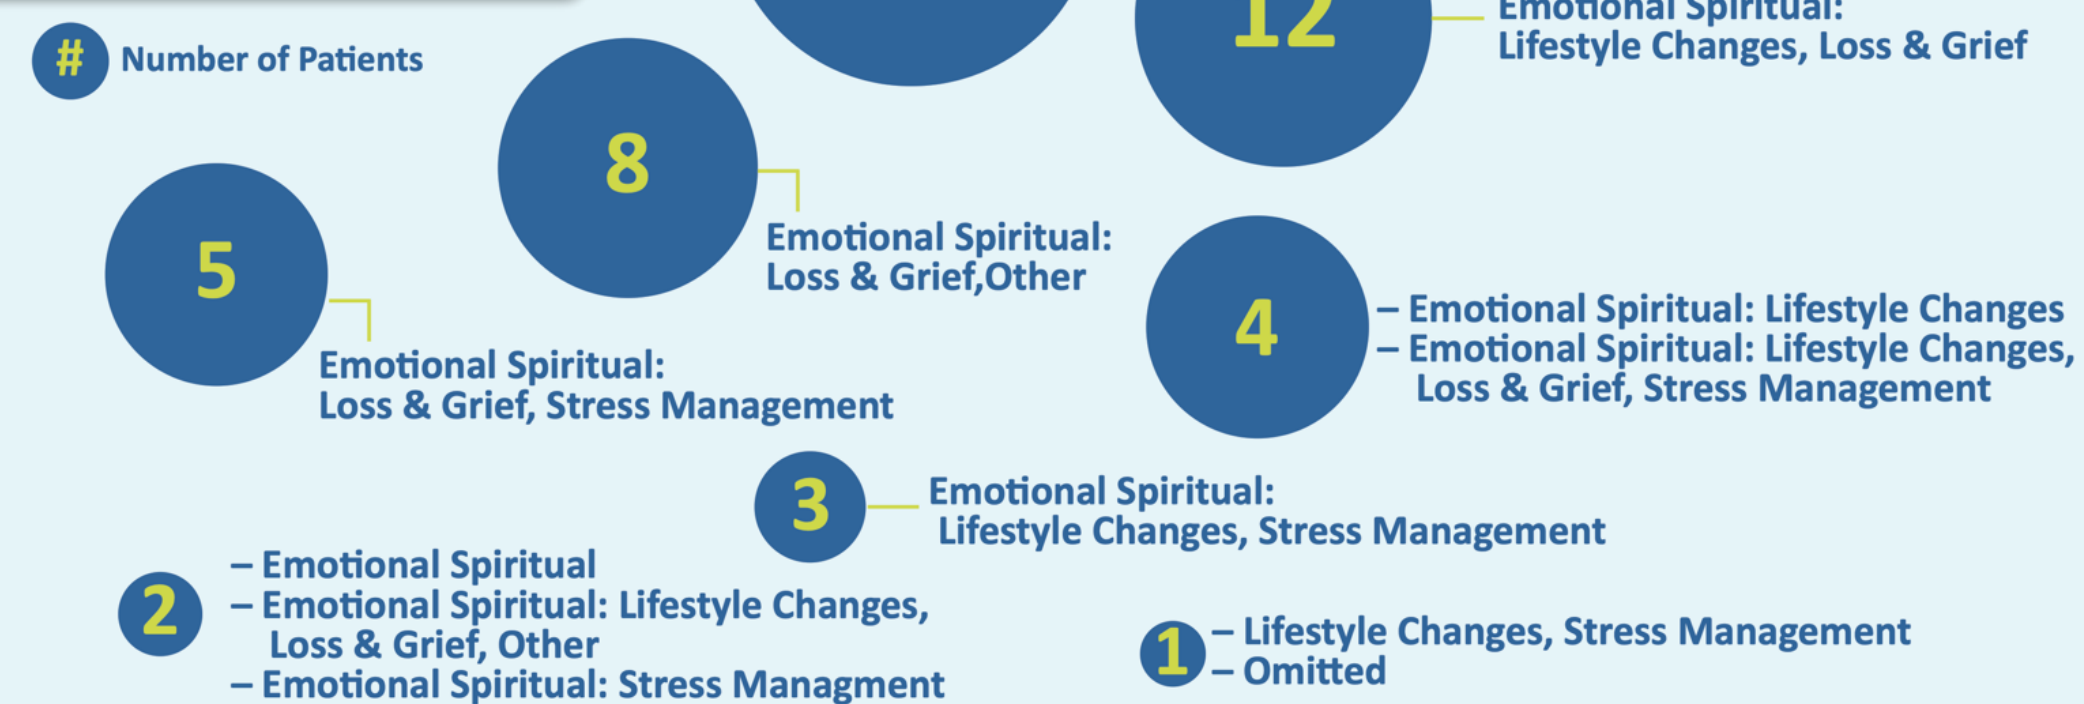 12
Emotional Spiritual:
Lifestyle Changes, Loss & Grief
# Number of Patients
8
Emotional Spiritual:
Loss & Grief,Other
5
Emotional Spiritual:
Loss & Grief, Stress Management
4
– Emotional Spiritual: Lifestyle Changes
– Emotional Spiritual: Lifestyle Changes,
Loss & Grief, Stress Management
3
Emotional Spiritual:
Lifestyle Changes, Stress Management
2
– Emotional Spiritual
– Emotional Spiritual: Lifestyle Changes,
Loss & Grief, Other
– Emotional Spiritual: Stress Managment
1
– Lifestyle Changes, Stress Management
– Omitted